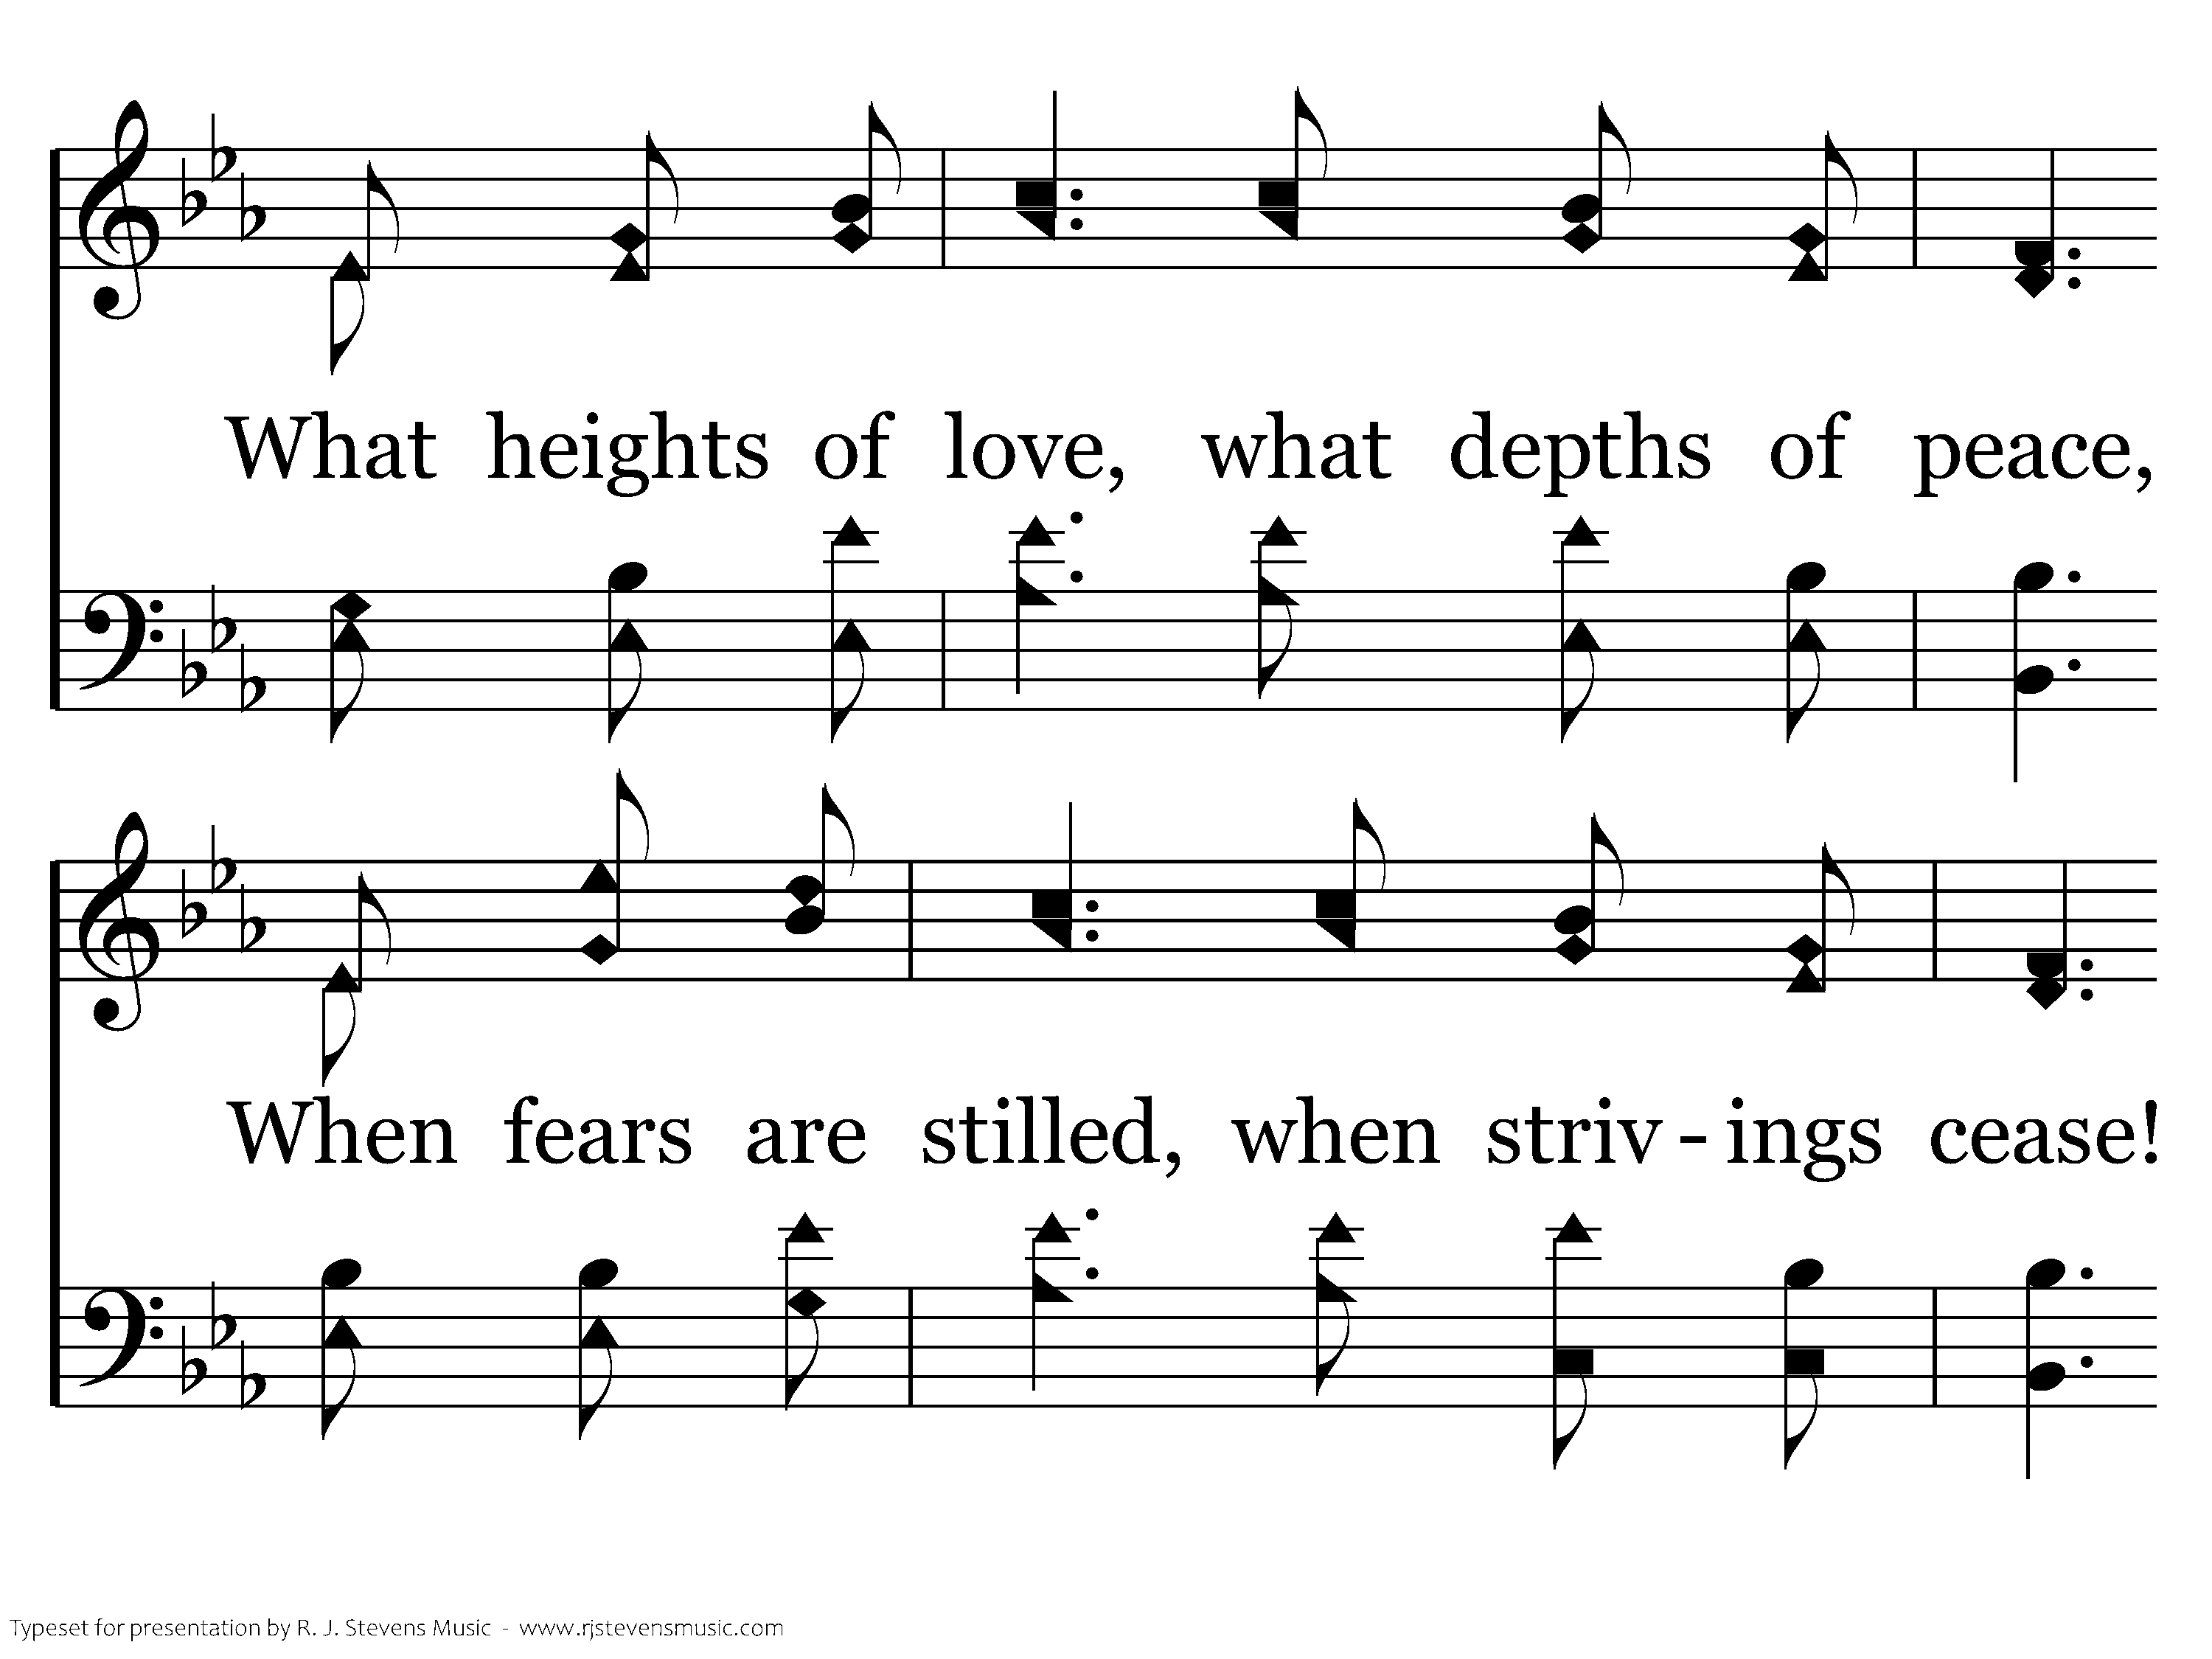 What heights of love, what depths of peace,
When fears are stilled, when striv - ings cease!
Typeset for presentation by R. J. Stevens Music - www.rjstevensmusic.com